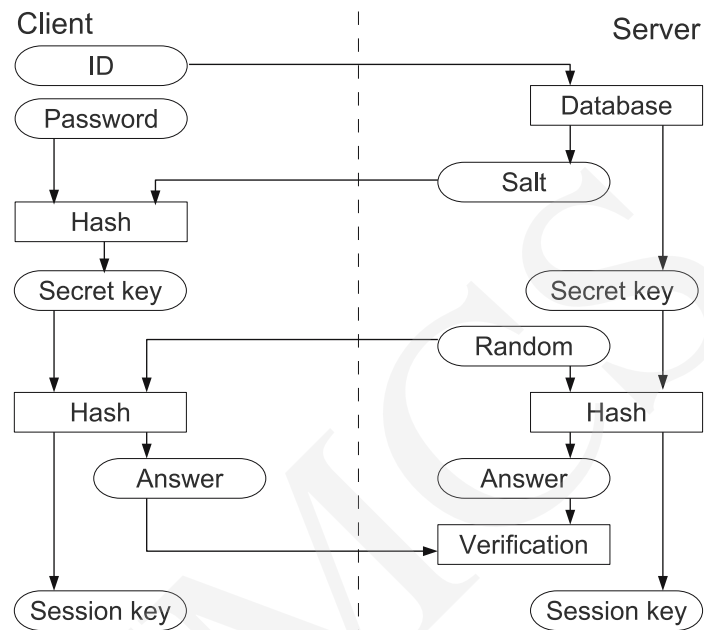 Client
Server
ID
Password
Database
Salt
Hash
Secret key
Secret key
Random
Hash
Hash
Answer
Answer
Verification
Session key
Session key